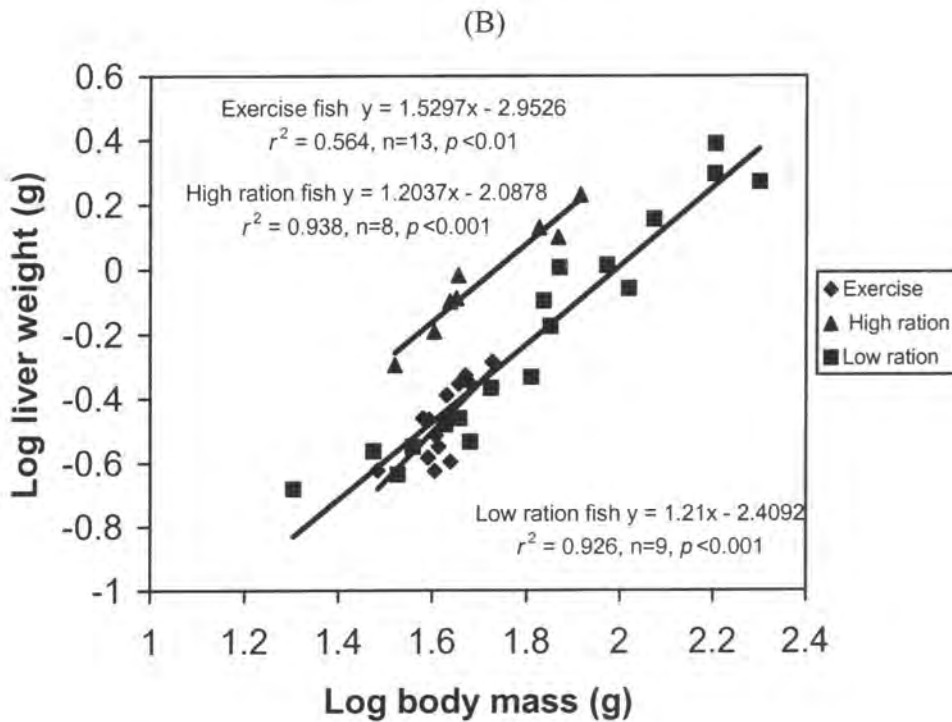 (B)
0.6
0.4
0.2
0
-0.2
-0.4
-0.6
-0.8
-1
Log liver weight (g)
Exercise fish y = 1.5297x - 2.9526
r² = 0.564, n=13, p<0.01
High ration fish y = 1.2037x - 2.0878
r² = 0.938, n=8, p<0.001
Exercise
High ration
Low ration
Low ration fish y = 1.21x - 2.4092
r² = 0.926, n=9, p<0.001
1 1.2 1.4 1.6 1.8 2 2.2 2.4
Log body mass (g)